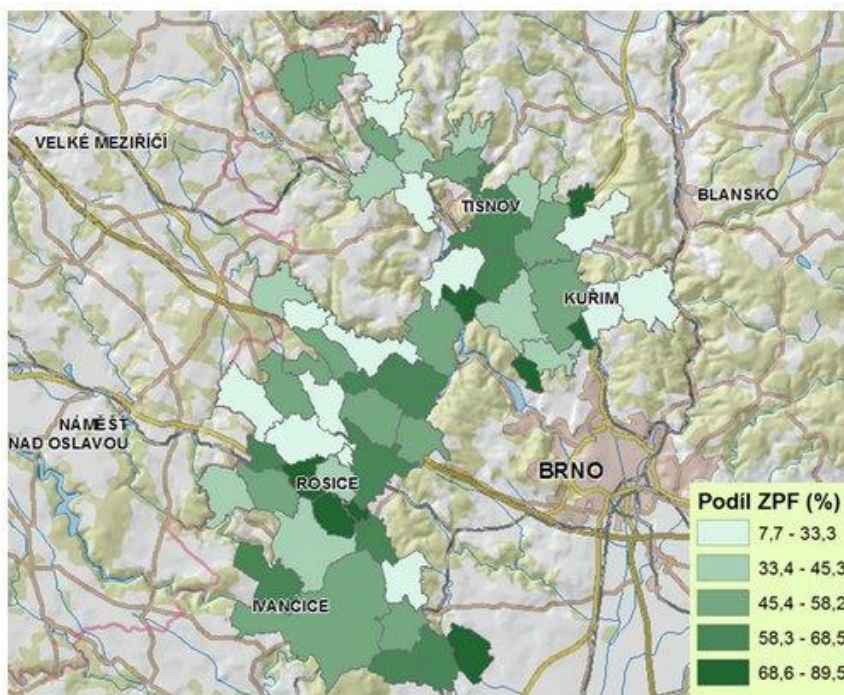 VELKÉ MEZIŘÍČÍ
TIŠNOV
BLANSKO
KUŘIM
NÁMĚŠŤ
NAD OSLAVOU
ROSICE
BRNO
IVANČICE
Podíl ZPF (%)
7,7 - 33,3
33,4 - 45,3
45,4 - 58,2
58,3 - 68,5
68,6 - 89,5